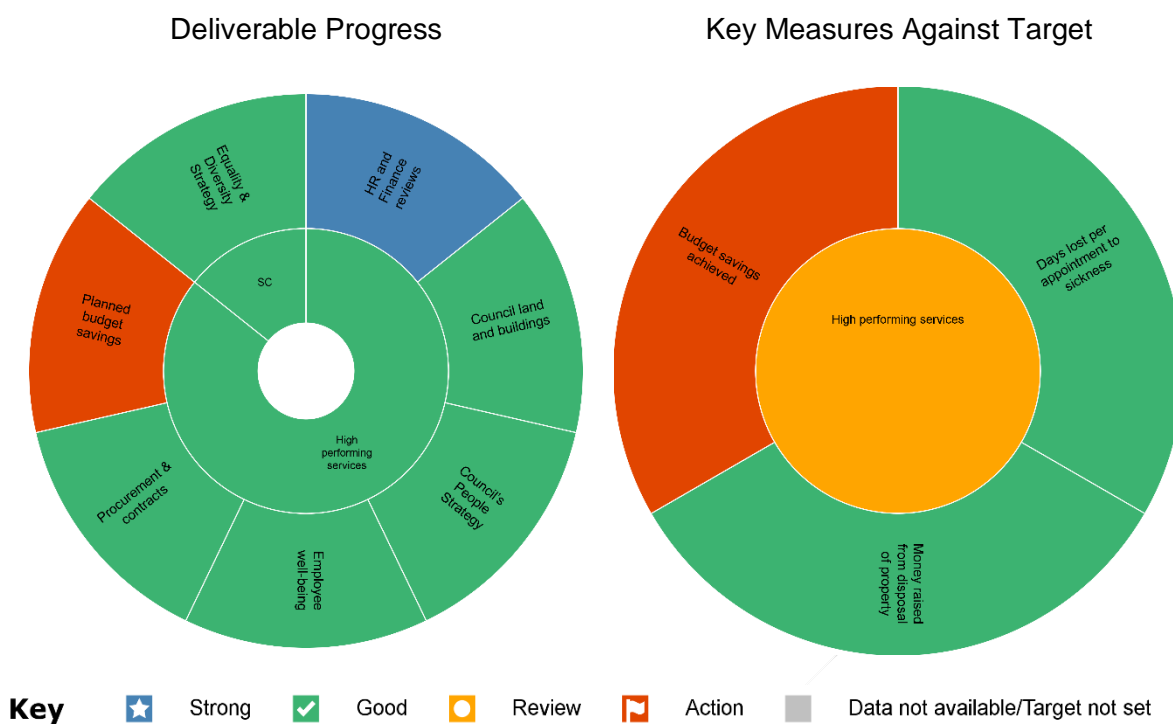 Deliverable Progress
Key Measures Against Target
Equality &
Diversity
Strategy
HR and
Finance
reviews
SC
Planned
budget
savings
Council land
and buildings
High
performing
services
Procurement &
contracts
Council's
People
Strategy
Employee
well-being
Budget savings
achieved
Days lost per
appointment to
sickness
High performing services
Money raised
from disposal
of property
Key
Strong
Good
Review
Action
Data not available/Target not set